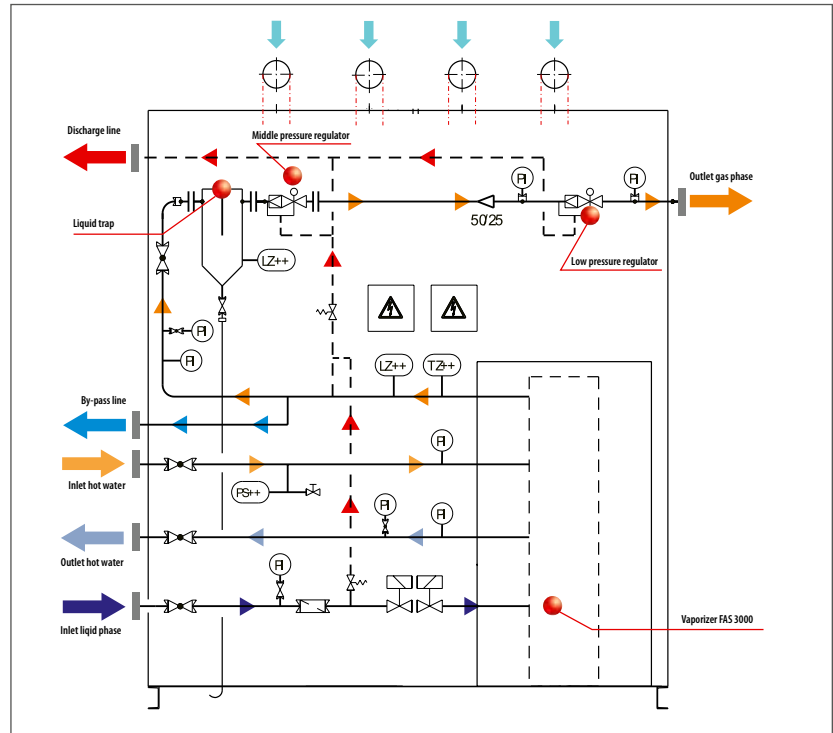 Discharge line
Middle pressure regulator
Outlet gas phase
PI
PI
50/25
Liquid trap
Low pressure regulator
LZ++
PI
PI
LZ++
TZ++
By-pass line
PI
Inlet hot water
PS++
PI
PI
Outlet hot water
PI
Inlet liqid phase
Vaporizer FAS 3000